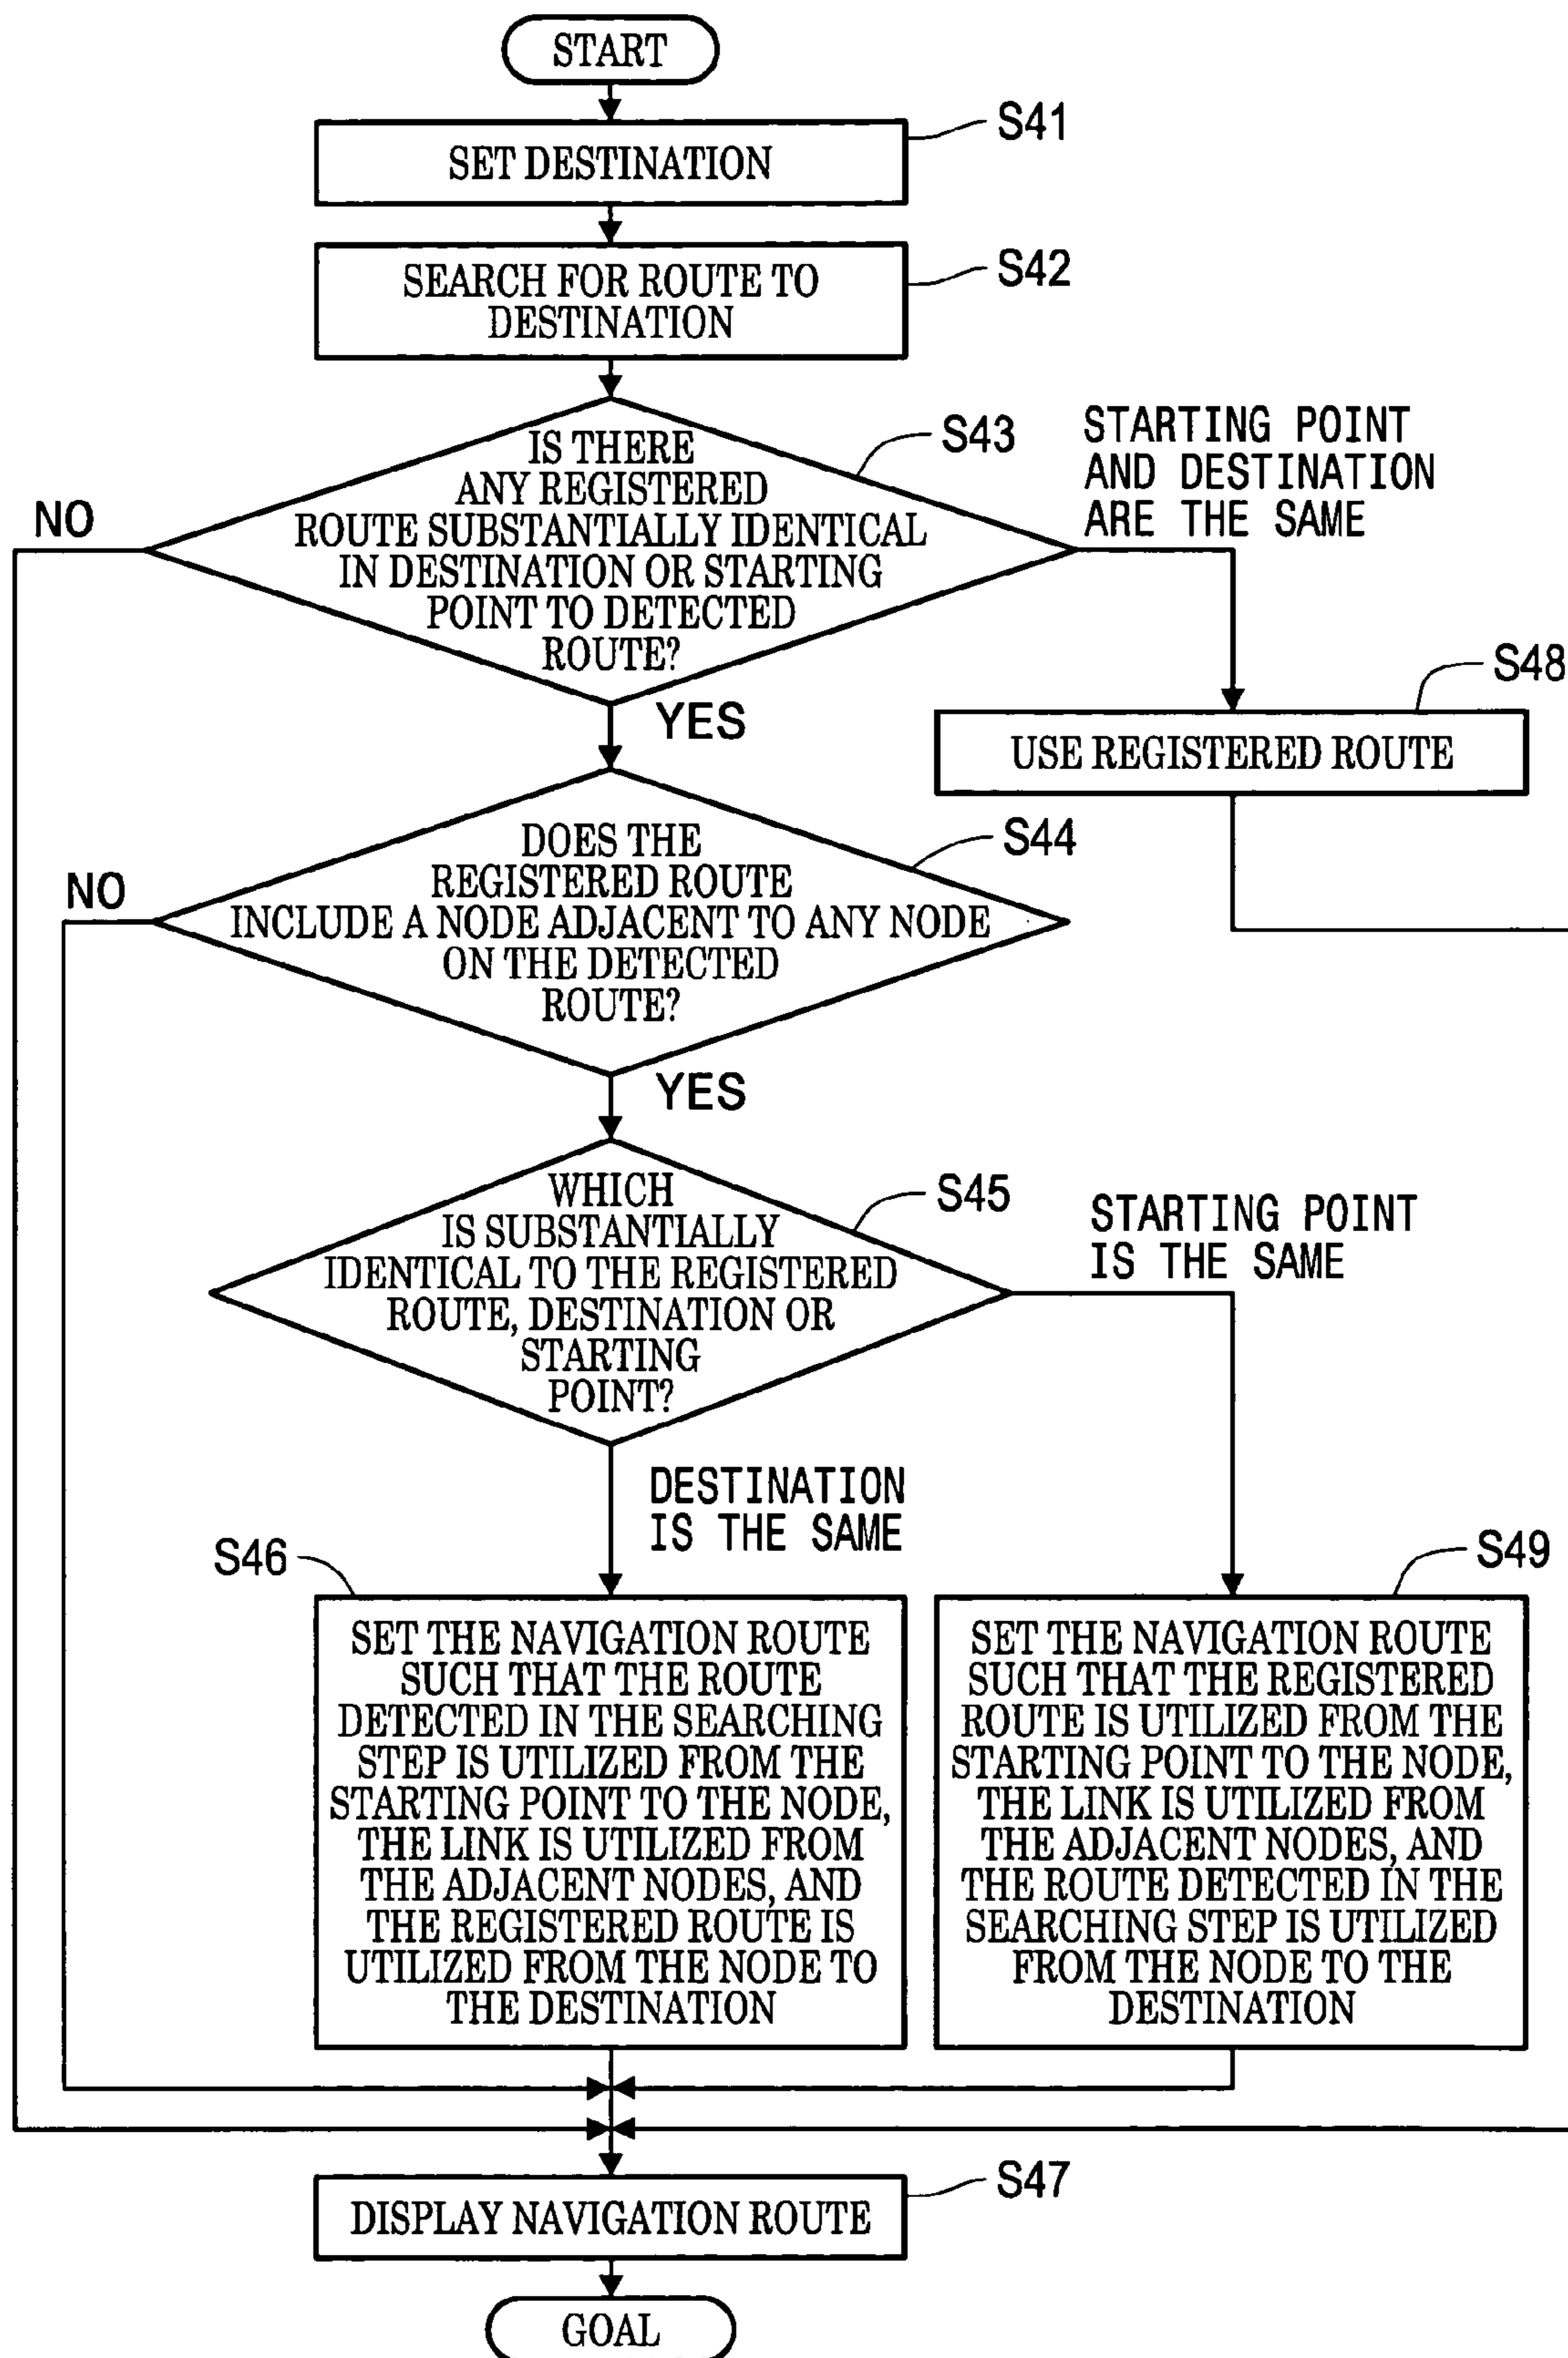 START
S41
SET DESTINATION
S42
SEARCH FOR ROUTE TO
DESTINATION
S43
IS THERE
ANY REGISTERED
ROUTE SUBSTANTIALLY IDENTICAL
IN DESTINATION OR STARTING
POINT TO DETECTED
ROUTE?
STARTING POINT
AND DESTINATION
ARE THE SAME
NO
YES
S48
USE REGISTERED ROUTE
S44
DOES THE
REGISTERED ROUTE
INCLUDE A NODE ADJACENT TO ANY NODE
ON THE DETECTED
ROUTE?
NO
YES
S45
WHICH
IS SUBSTANTIALLY
IDENTICAL TO THE REGISTERED
ROUTE, DESTINATION OR
STARTING
POINT?
STARTING POINT
IS THE SAME
DESTINATION
IS THE SAME
S46
SET THE NAVIGATION ROUTE
SUCH THAT THE ROUTE
DETECTED IN THE SEARCHING
STEP IS UTILIZED FROM THE
STARTING POINT TO THE NODE,
THE LINK IS UTILIZED FROM
THE ADJACENT NODES, AND
THE REGISTERED ROUTE IS
UTILIZED FROM THE NODE TO
THE DESTINATION
S49
SET THE NAVIGATION ROUTE
SUCH THAT THE REGISTERED
ROUTE IS UTILIZED FROM THE
STARTING POINT TO THE NODE,
THE LINK IS UTILIZED FROM
THE ADJACENT NODES, AND
THE ROUTE DETECTED IN THE
SEARCHING STEP IS UTILIZED
FROM THE NODE TO THE
DESTINATION
S47
DISPLAY NAVIGATION ROUTE
GOAL